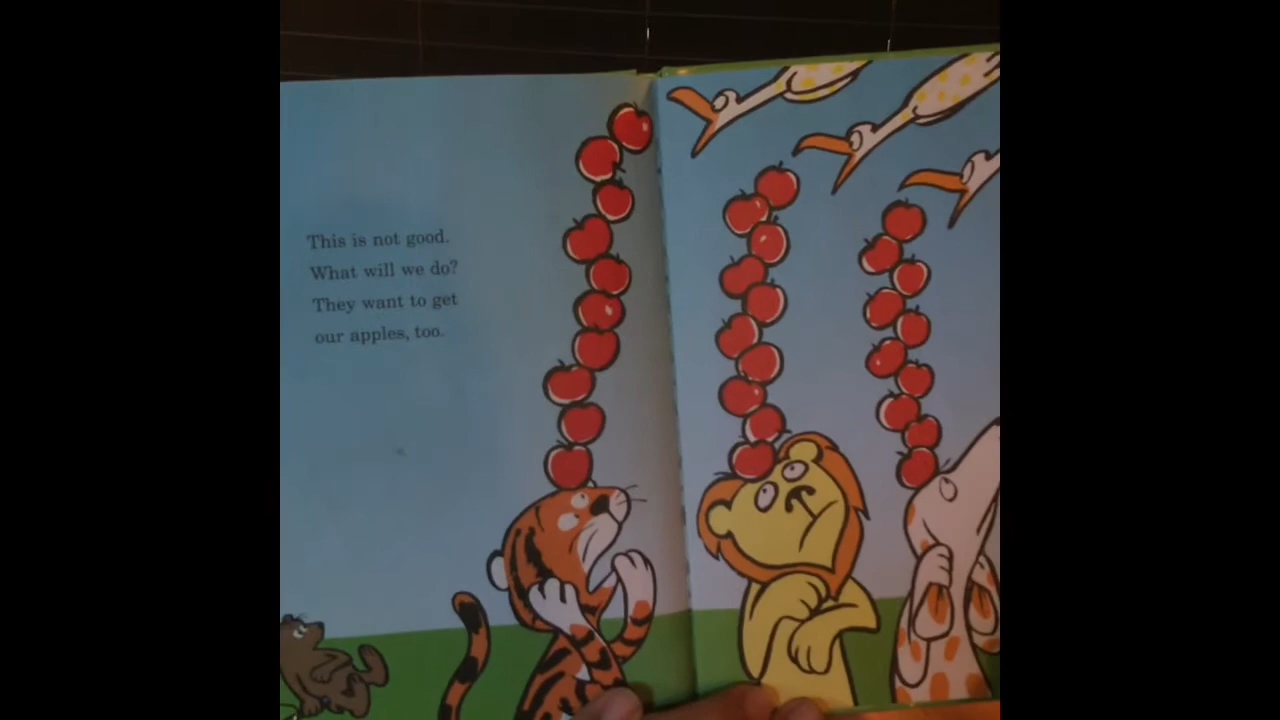 This is not good.
What will we do?
They want to get
our apples, too.